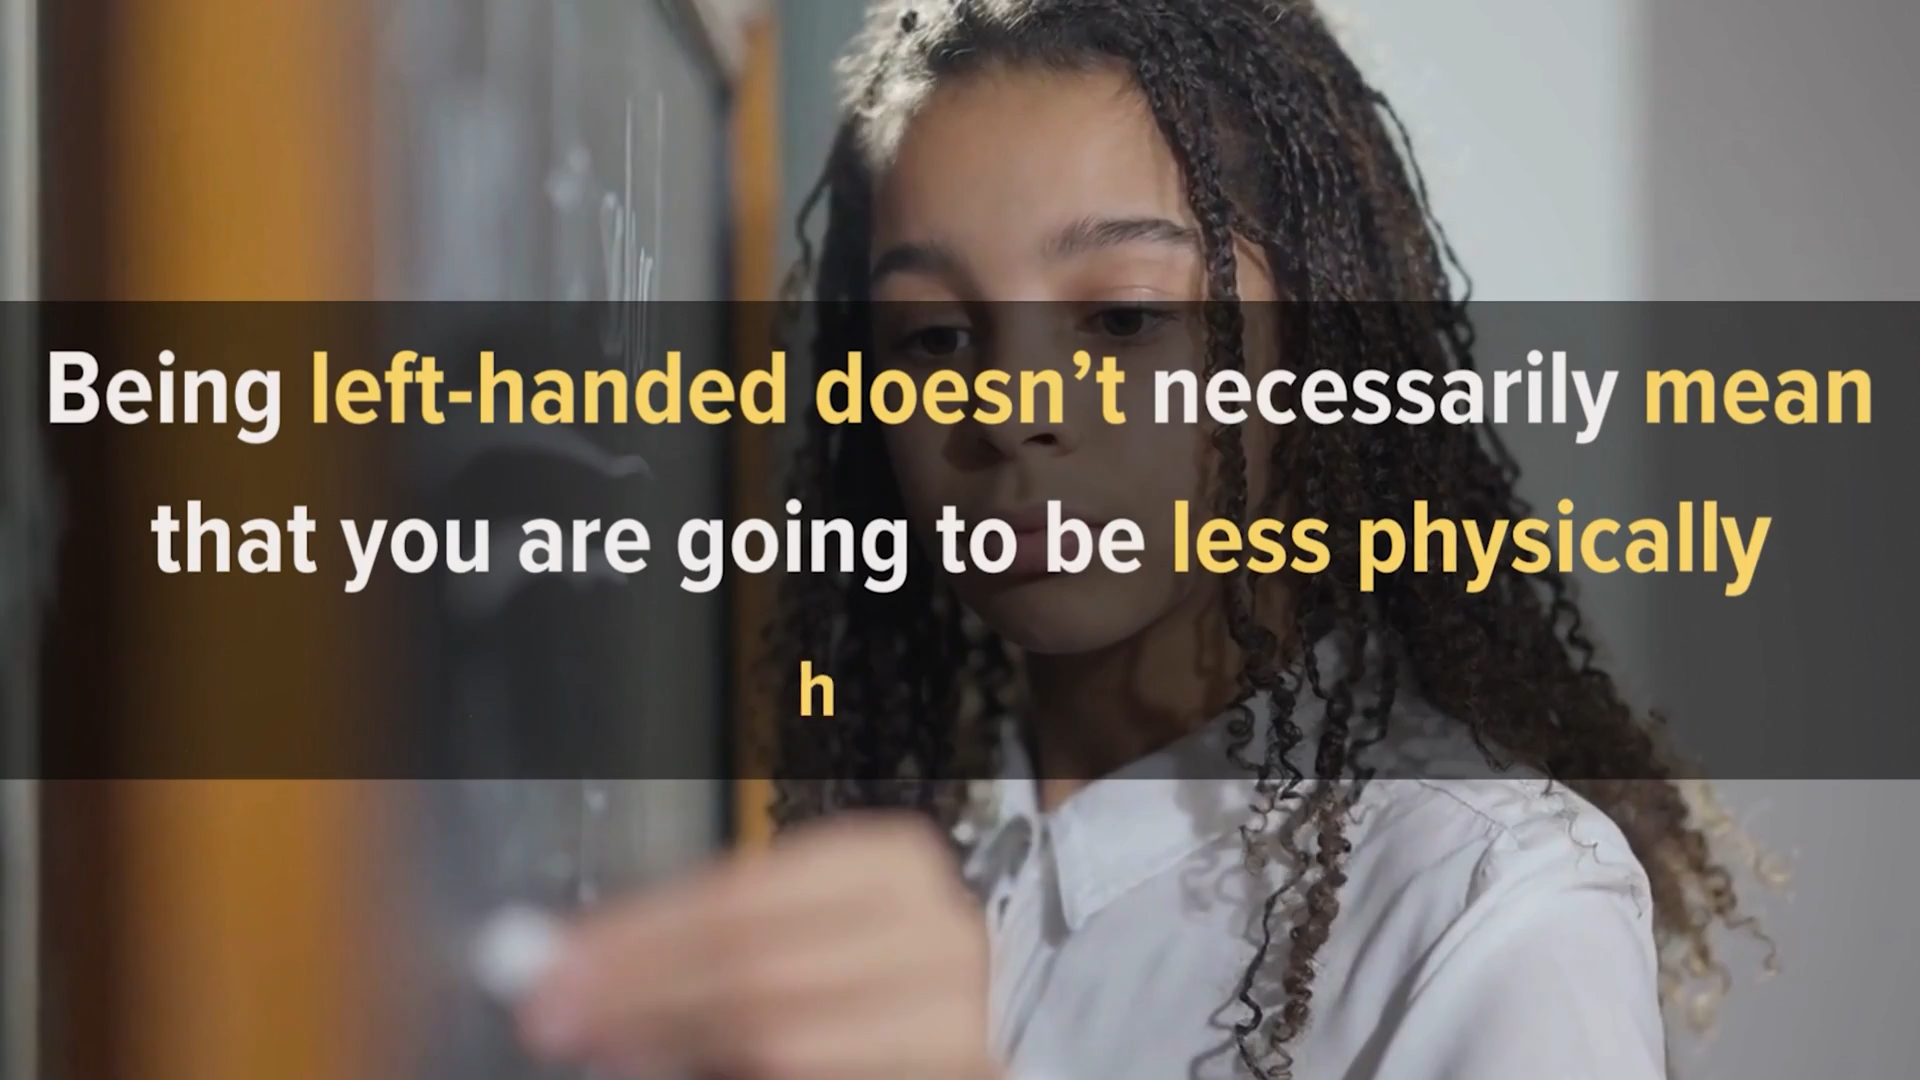 Being left-handed doesn’t necessarily mean
that you are going to be less physically
h